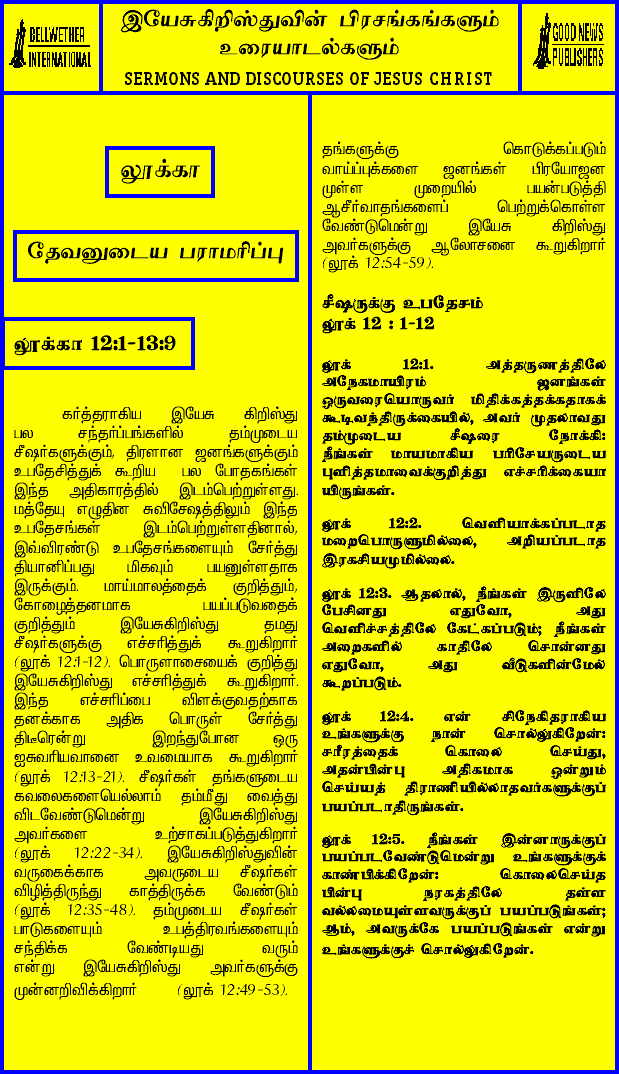 BELLWETHER
INTERNATIONAL
இயேசுகிறிஸ்துவின் பிரசங்கங்களும்
உரையாடல்களும்
SERMONS AND DISCOURSES OF JESUS CHRIST
GOOD NEWS
PUBLISHERS
லூக்கா
தேவனுடைய பராமரிப்பு
லூக்கா 12:1-13:9
கர்த்தராகிய இயேசு கிறிஸ்து
பல சந்தர்ப்பங்களில் தம்முடைய
சீஷர்களுக்கும், திரளான ஜனங்களுக்கும்
உபதேசித்துக் கூறிய பல போதகங்கள்
இந்த அதிகாரத்தில் இடம்பெற்றுள்ளது.
மத்தேயு எழுதின சுவிசேஷத்திலும் இந்த
உபதேசங்கள் இடம்பெற்றுள்ளதினால்,
இவ்விரண்டு உபதேசங்களையும் சேர்த்து
தியானிப்பது மிகவும் பயனுள்ளதாக
இருக்கும். மாய்மாலத்தைக் குறித்தும்,
கோழைத்தனமாக பயப்படுவதைக்
குறித்தும் இயேசுகிறிஸ்து தமது
சீஷர்களுக்கு எச்சரித்துக் கூறுகிறார்
(லூக் 12:1-12). பொருளாசையைக் குறித்து
இயேசுகிறிஸ்து எச்சரித்துக் கூறுகிறார்.
இந்த எச்சரிப்பை விளக்குவதற்காக
தனக்காக அதிக பொருள் சேர்த்து
திடீரென்று இறந்துபோன ஒரு
ஐசுவரியவானை உவமையாக கூறுகிறார்
(லூக் 12:13-21). சீஷர்கள் தங்களுடைய
கவலைகளையெல்லாம் தம்மீது வைத்து
விடவேண்டுமென்று இயேசுகிறிஸ்து
அவர்களை உற்சாகப்படுத்துகிறார்
(லூக் 12:22-34). இயேசுகிறிஸ்துவின்
வருகைக்காக அவருடைய சீஷர்கள்
விழித்திருந்து காத்திருக்க வேண்டும்
(லூக் 12:35-48). தம்முடைய சீஷர்கள்
பாடுகளையும் உபத்திரவங்களையும்
சந்திக்க வேண்டியது வரும்
என்று இயேசுகிறிஸ்து அவர்களுக்கு
முன்னறிவிக்கிறார் (லூக் 12:49-53).
தங்களுக்கு கொடுக்கப்படும்
வாய்ப்புக்களை ஜனங்கள் பிரயோஜன
முள்ள முறையில் பயன்படுத்தி
ஆசீர்வாதங்களைப் பெற்றுக்கொள்ள
வேண்டுமென்று இயேசு கிறிஸ்து
அவர்களுக்கு ஆலோசனை கூறுகிறார்
(லூக் 12:54-59).
சீஷருக்கு உபதேசம்
லூக் 12 : 1-12
லூக் 12:1. அத்தருணத்திலே
அநேகமாயிரம் ஜனங்கள்
ஒருவரையொருவர் மிதிக்கத்தக்கதாகக்
கூடிவந்திருக்கையில், அவர் முதலாவது
தம்முடைய சீஷரை நோக்கி:
நீங்கள் மாயமாகிய பரிசேயருடைய
புளித்தமாவைக்குறித்து எச்சரிக்கையா
யிருங்கள்.
லூக் 12:2. வெளியாக்கப்படாத
மறைபொருளுமில்லை, அறியப்படாத
இரகசியமுமில்லை.
லூக் 12:3. ஆதலால், நீங்கள் இருளிலே
பேசினது எதுவோ, அது
வெளிச்சத்திலே கேட்கப்படும்; நீங்கள்
அறைகளில் காதிலே சொன்னது
எதுவோ, அது வீடுகளின்மேல்
கூறப்படும்.
லூக் 12:4. என் சிநேகிதராகிய
உங்களுக்கு நான் சொல்லுகிறேன்:
சரீரத்தைக் கொலை செய்து,
அதன்பின்பு அதிகமாக ஒன்றும்
செய்யத் திராணியில்லாதவர்களுக்குப்
பயப்படாதிருங்கள்.
லூக் 12:5. நீங்கள் இன்னாருக்குப்
பயப்படவேண்டுமென்று உங்களுக்குக்
காண்பிக்கிறேன்: கொலைசெய்த
பின்பு நரகத்திலே தள்ள
வல்லமையுள்ளவருக்குப் பயப்படுங்கள்;
ஆம், அவருக்கே பயப்படுங்கள் என்று
உங்களுக்குச் சொல்லுகிறேன்.